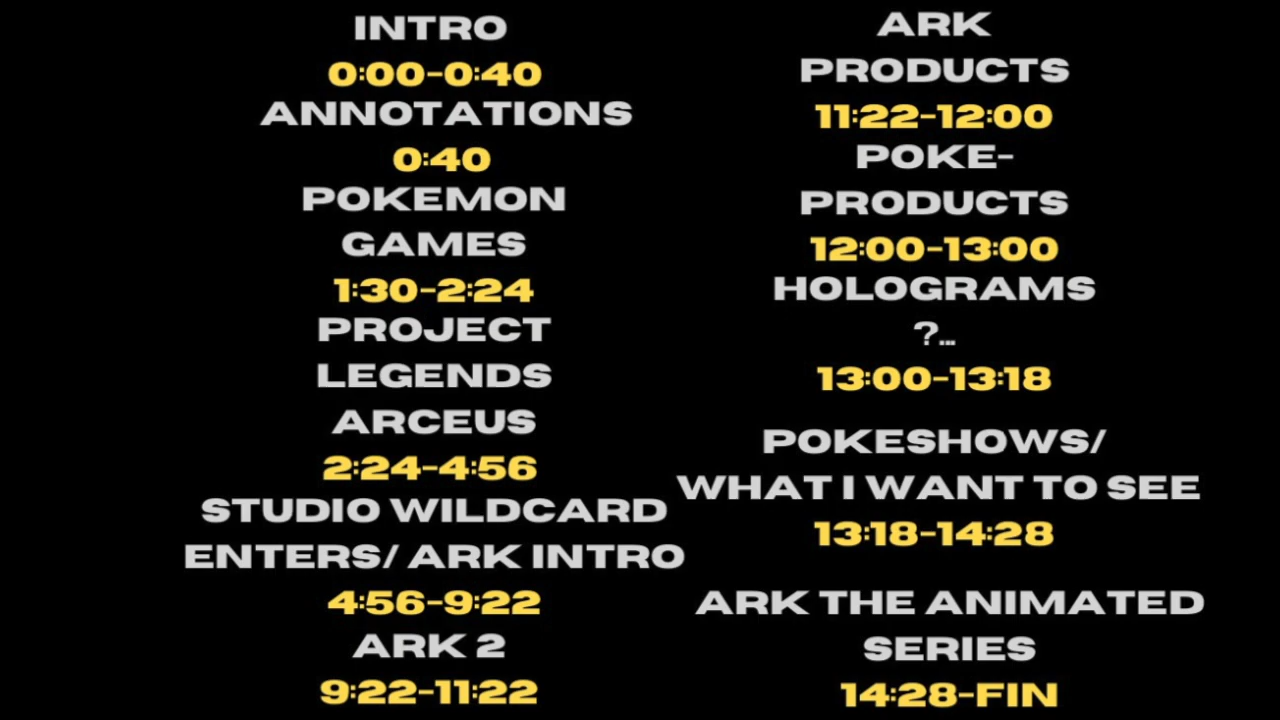 INTRO
0:00-0:40
ANNOTATIONS
0:40
POKEMON
GAMES
1:30-2:24
PROJECT
LEGENDS
ARCEUS
2:24-4:56
STUDIO WILDCARD
ENTERS/ ARK INTRO
4:56-9:22
ARK 2
9:22-11:22
ARK
PRODUCTS
11:22-12:00
POKE-
PRODUCTS
12:00-13:00
HOLOGRAMS
?...
13:00-13:18
POKESHOWS/
WHAT I WANT TO SEE
13:18-14:28
ARK THE ANIMATED
SERIES
14:28-FIN